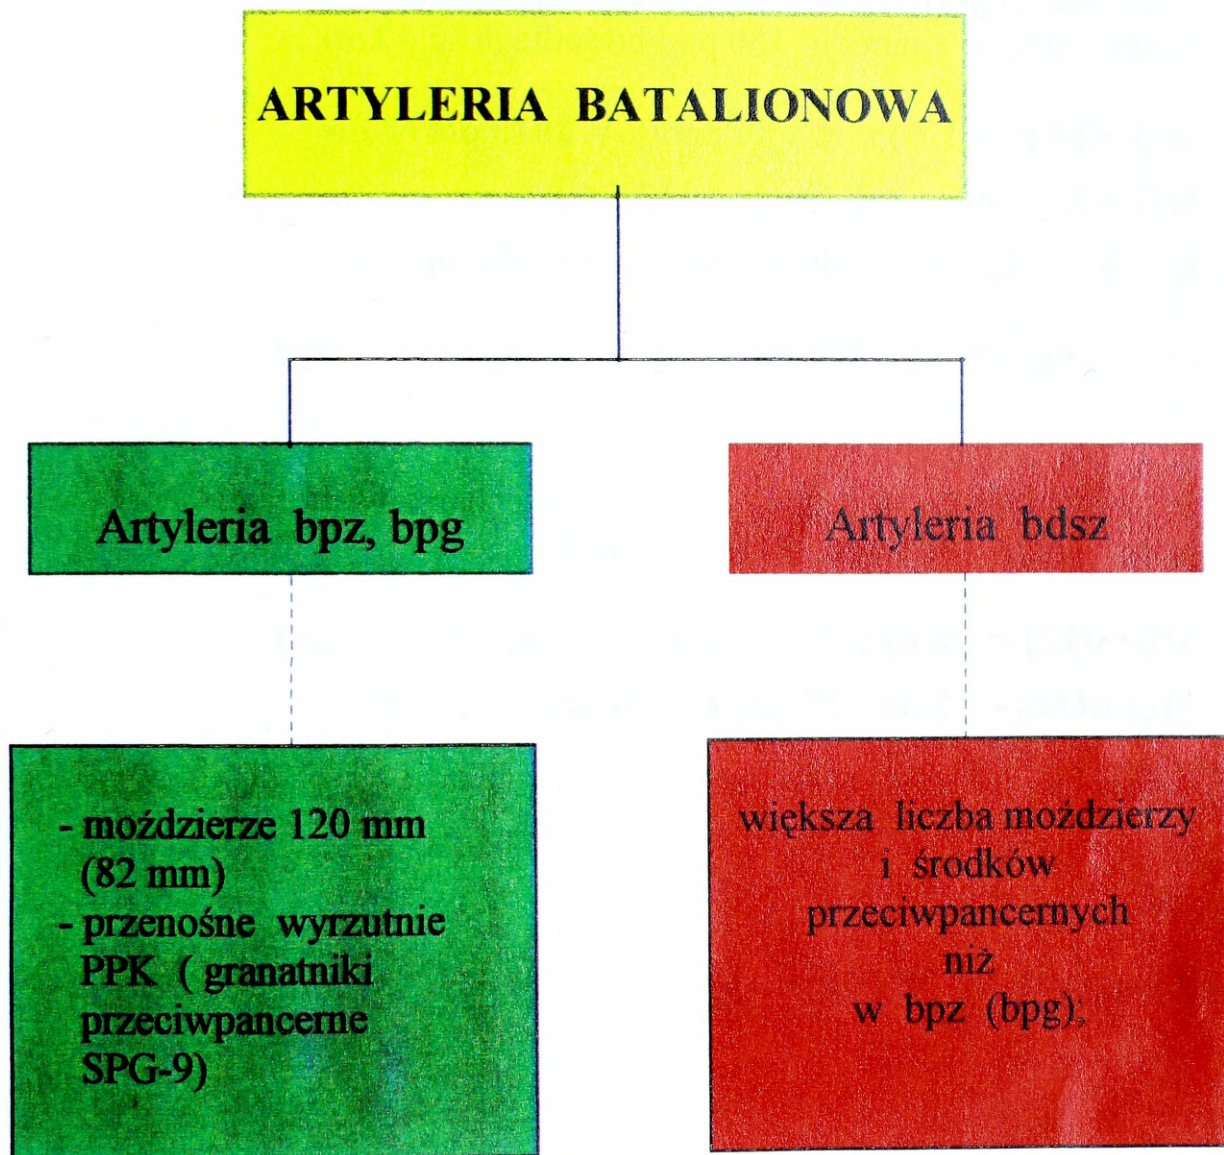 ARTYLERIA BATALIONOWA
Artyleria bpz, bpg
Artyleria bdsz
- moździerze 120 mm
(82 mm)
- przenośne wyrzutnie
PPK ( granatniki
przeciwpancerne
SPG-9)
większa liczba moździerzy
i środków
przeciwpancernych
niż
w bpz (bpg);